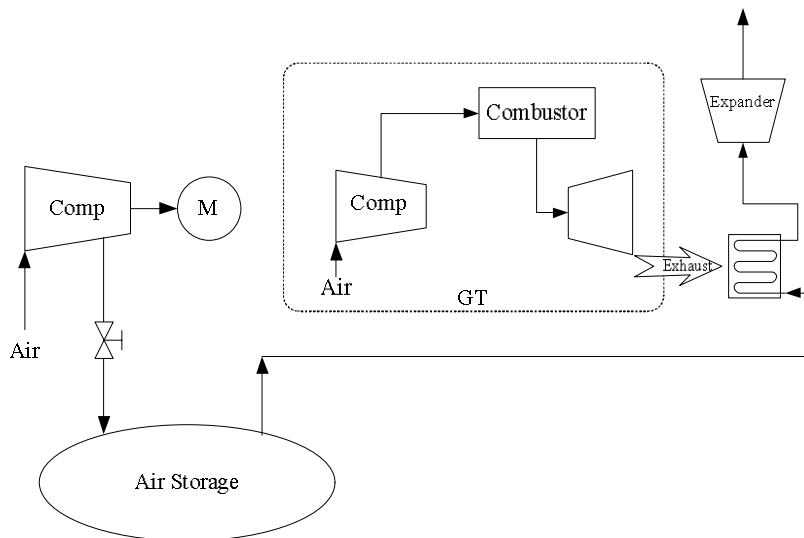 Expander
Combustor
Comp
M
Comp
Exhaust
Air
GT
Air
Air Storage